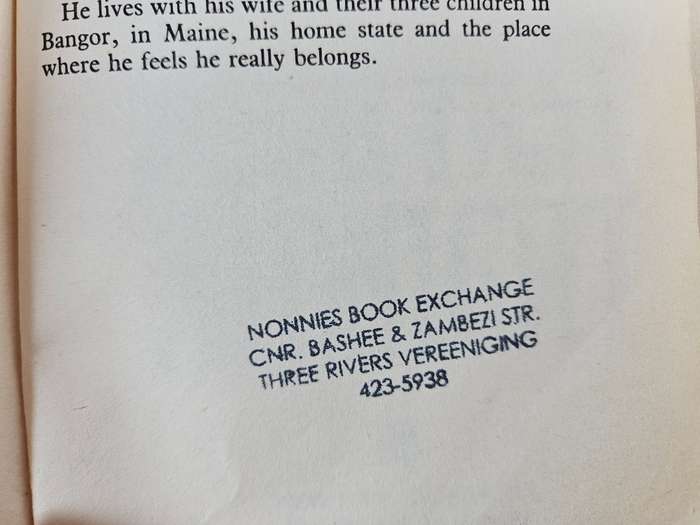 He lives with his wife and their three children in
Bangor, in Maine, his home state and the place
where he feels he really belongs.
NONNIES BOOK EXCHANGE
CNR. BASHEE & ZAMBEZI STR.
THREE RIVERS VEREENIGING
423-5938